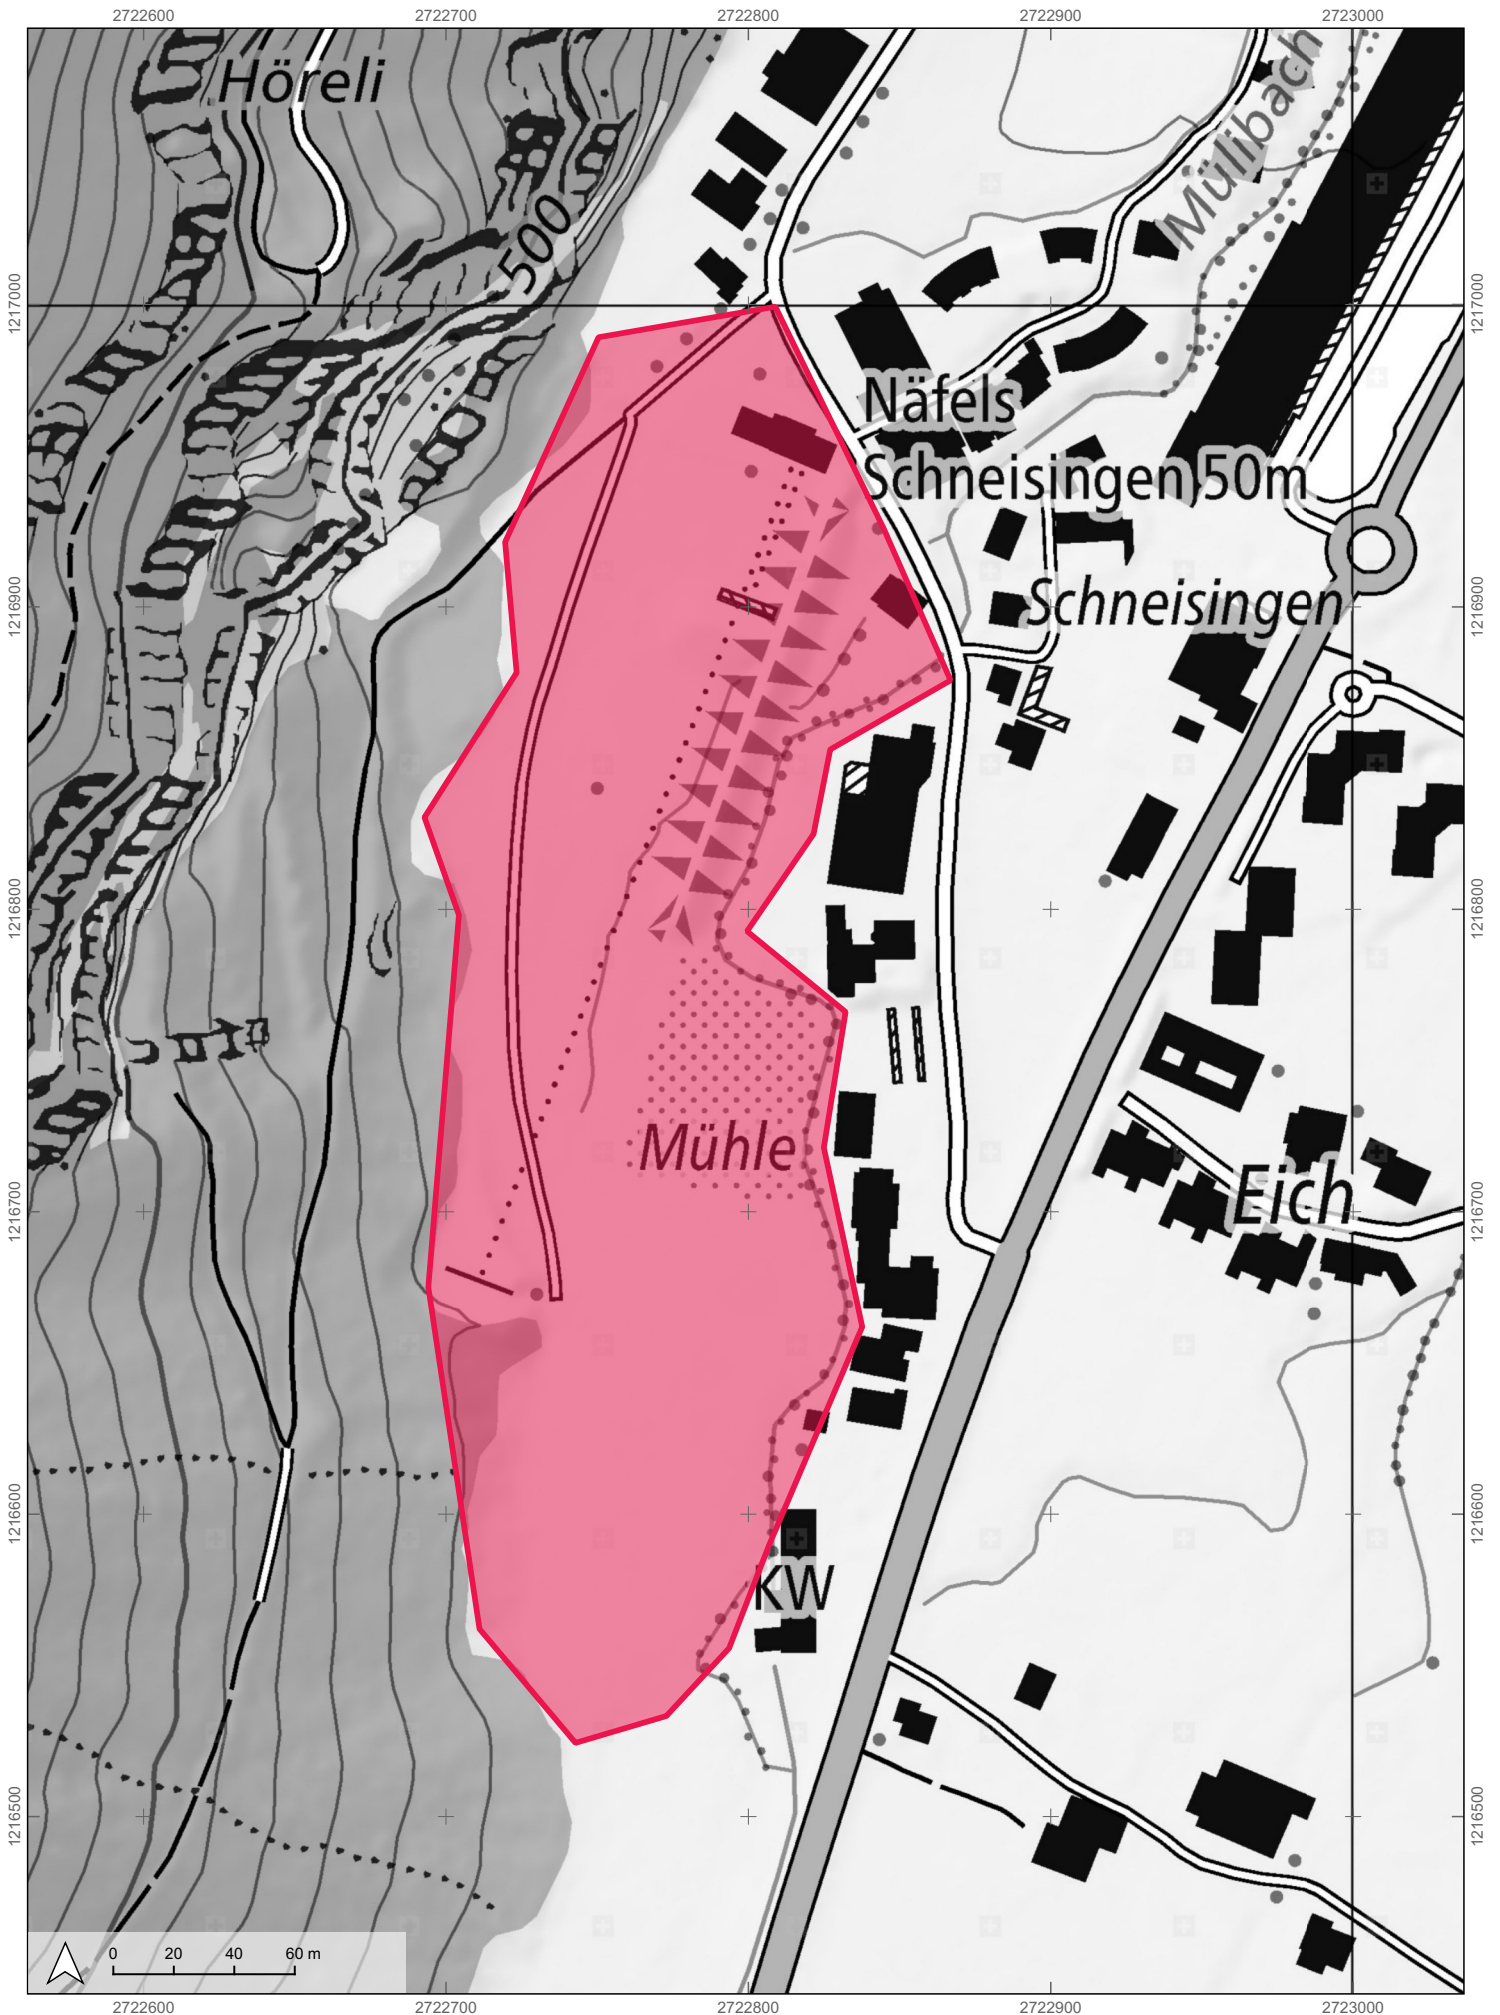 2722600 2722700 2722800 2722900 2723000
Höreli
Mülibach
500
1217000 1217000
Näfels
Schneisingen 50m
Schneisingen
1216900 1216900
1216800 1216800
Mühle
Eich
1216700 1216700
1216600 1216600
KW
1216500 1216500
0 20 40 60 m
2722600 2722700 2722800 2722900 2723000